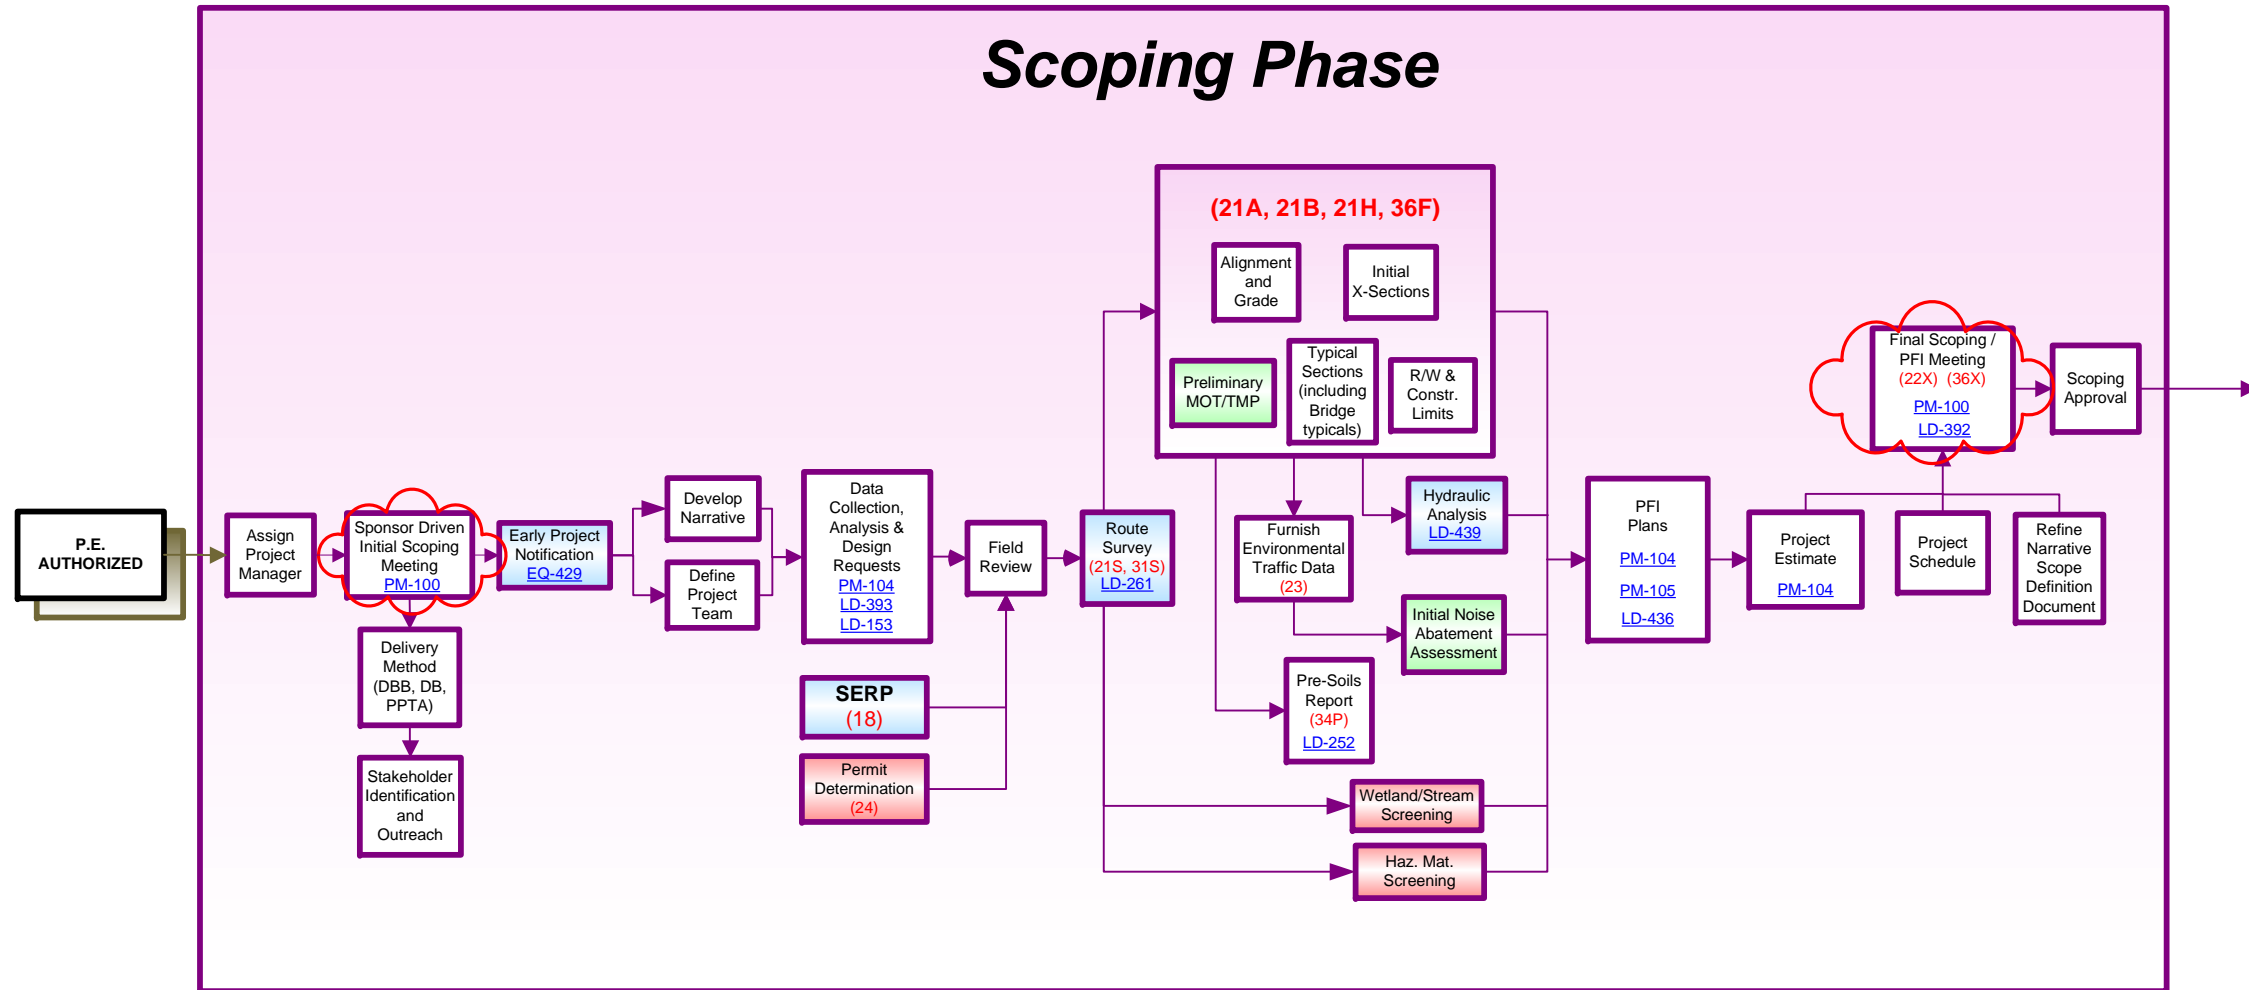 Scoping Phase
P.E.
AUTHORIZED
Assign
Project
Manager
Sponsor Driven
Initial Scoping
Meeting
PM-100
Delivery
Method
(DBB, DB,
PPTA)
Stakeholder
Identification
and
Outreach
Early Project
Notification
EQ-429
Develop
Narrative
Define
Project
Team
Data
Collection,
Analysis &
Design
Requests
PM-104
LD-393
LD-153
SERP
(18)
Permit
Determination
(24)
Field
Review
Route
Survey
(21S, 31S)
LD-261
(21A, 21B, 21H, 36F)
Alignment
and
Grade
Initial
X-Sections
Preliminary
MOT/TMP
Typical
Sections
(including
Bridge
typicals)
R/W &
Constr.
Limits
Hydraulic
Analysis
LD-439
Furnish
Environmental
Traffic Data
(23)
Initial Noise
Abatement
Assessment
Pre-Soils
Report
(34P)
LD-252
Wetland/Stream
Screening
Haz. Mat.
Screening
PFI
Plans
PM-104
PM-105
LD-436
Project
Estimate
PM-104
Project
Schedule
Refine
Narrative
Scope
Definition
Document
Final Scoping /
PFI Meeting
(22X) (36X)
PM-100
LD-392
Scoping
Approval